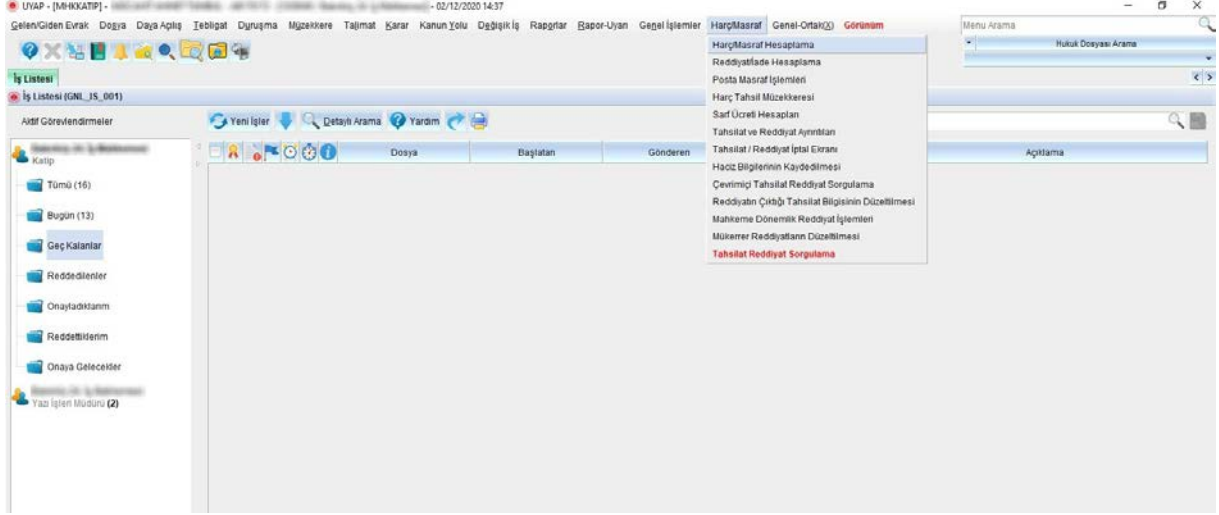 UYAP - [MHKKATIP] -
- 02/12/2020 14:37
Gelen/Giden Evrak Dosya Dava Açılış Tebligat Duruşma Müzekkere Talimat Karar Kanun Yolu Değişik İş Raporlar Rapor-Uyarı Genel İşlemler Harç/Masraf Genel-Ortak(X) Görünüm
Menu Arama
Hukuk Dosyası Arama
İş Listesi
İş Listesi (GNL_IS_001)
Aktif Görevlendirmeler
Yeni İşler Detaylı Arama Yardım
Katip
Tümü (16)
Bugün (13)
Geç Kalanlar
Reddedilenler
Onayladıklarım
Reddettiklerim
Onaya Gelecekler
Yazı İşleri Müdürü (2)
Dosya Başlatan Gönderen Açıklama
Harç/Masraf Hesaplama
Reddiyat/İade Hesaplama
Posta Masraf İşlemleri
Harç Tahsil Müzekkeresi
Sarf Ücreti Hesapları
Tahsilat ve Reddiyat Ayrıntıları
Tahsilat / Reddiyat İptal Ekranı
Haciz Bilgilerinin Kaydedilmesi
Çevrimiçi Tahsilat Reddiyat Sorgulama
Reddiyatın Çıktığı Tahsilat Bilgisinin Düzeltilmesi
Mahkeme Dönemlik Reddiyat İşlemleri
Mükerrer Reddiyatların Düzeltilmesi
Tahsilat Reddiyat Sorgulama